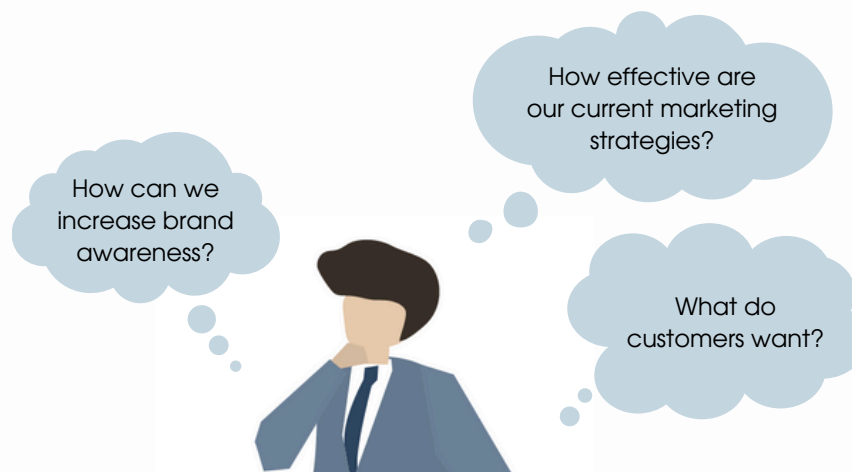 How effective are
our current marketing
strategies?
How can we
increase brand
awareness?
What do
customers want?